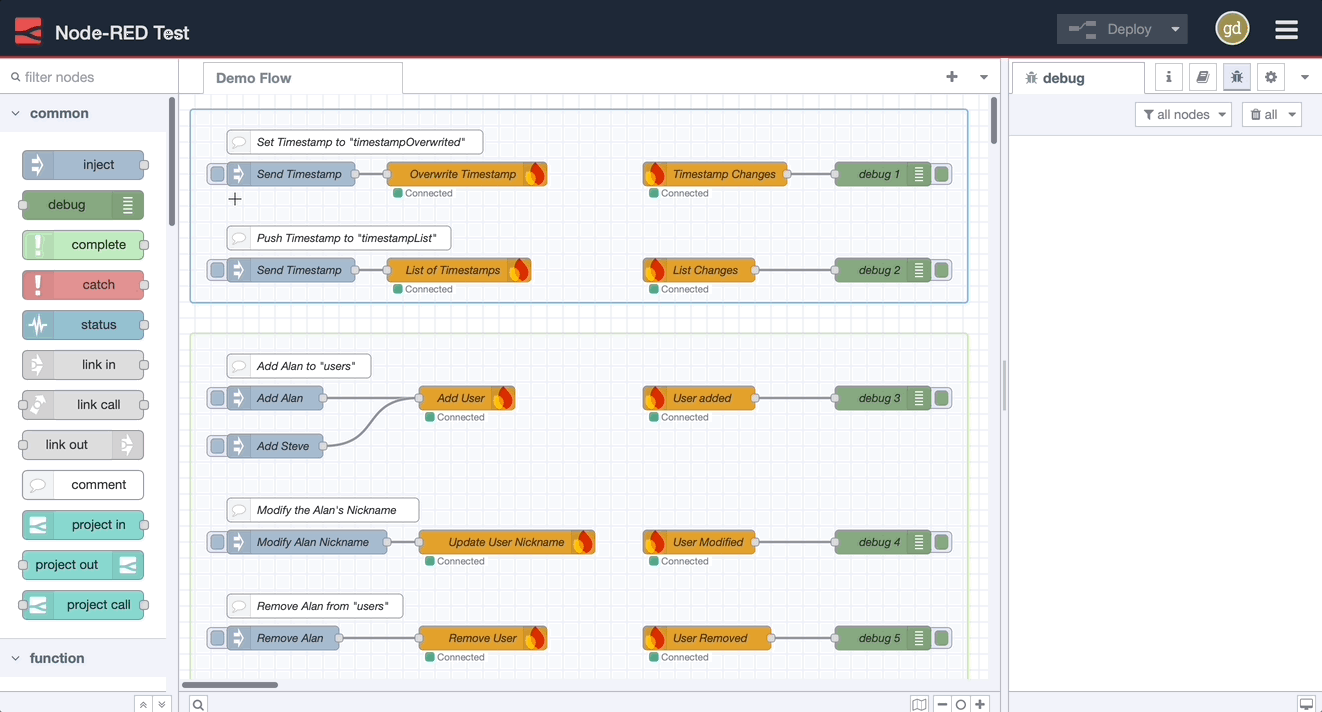 Node-RED Test
Deploy
gd
filter nodes
Demo Flow
debug
i
all nodes
all
common
inject
debug
complete
catch
status
link in
link call
link out
comment
project in
project out
project call
function
Set Timestamp to "timestampOverwrited"
Send Timestamp
Overwrite Timestamp
Connected
Timestamp Changes
Connected
debug 1
Push Timestamp to "timestampList"
Send Timestamp
List of Timestamps
Connected
List Changes
Connected
debug 2
Add Alan to "users"
Add Alan
Add User
Connected
User added
Connected
debug 3
Add Steve
Modify the Alan's Nickname
Modify Alan Nickname
Update User Nickname
Connected
User Modified
Connected
debug 4
Remove Alan from "users"
Remove Alan
Remove User
Connected
User Removed
Connected
debug 5